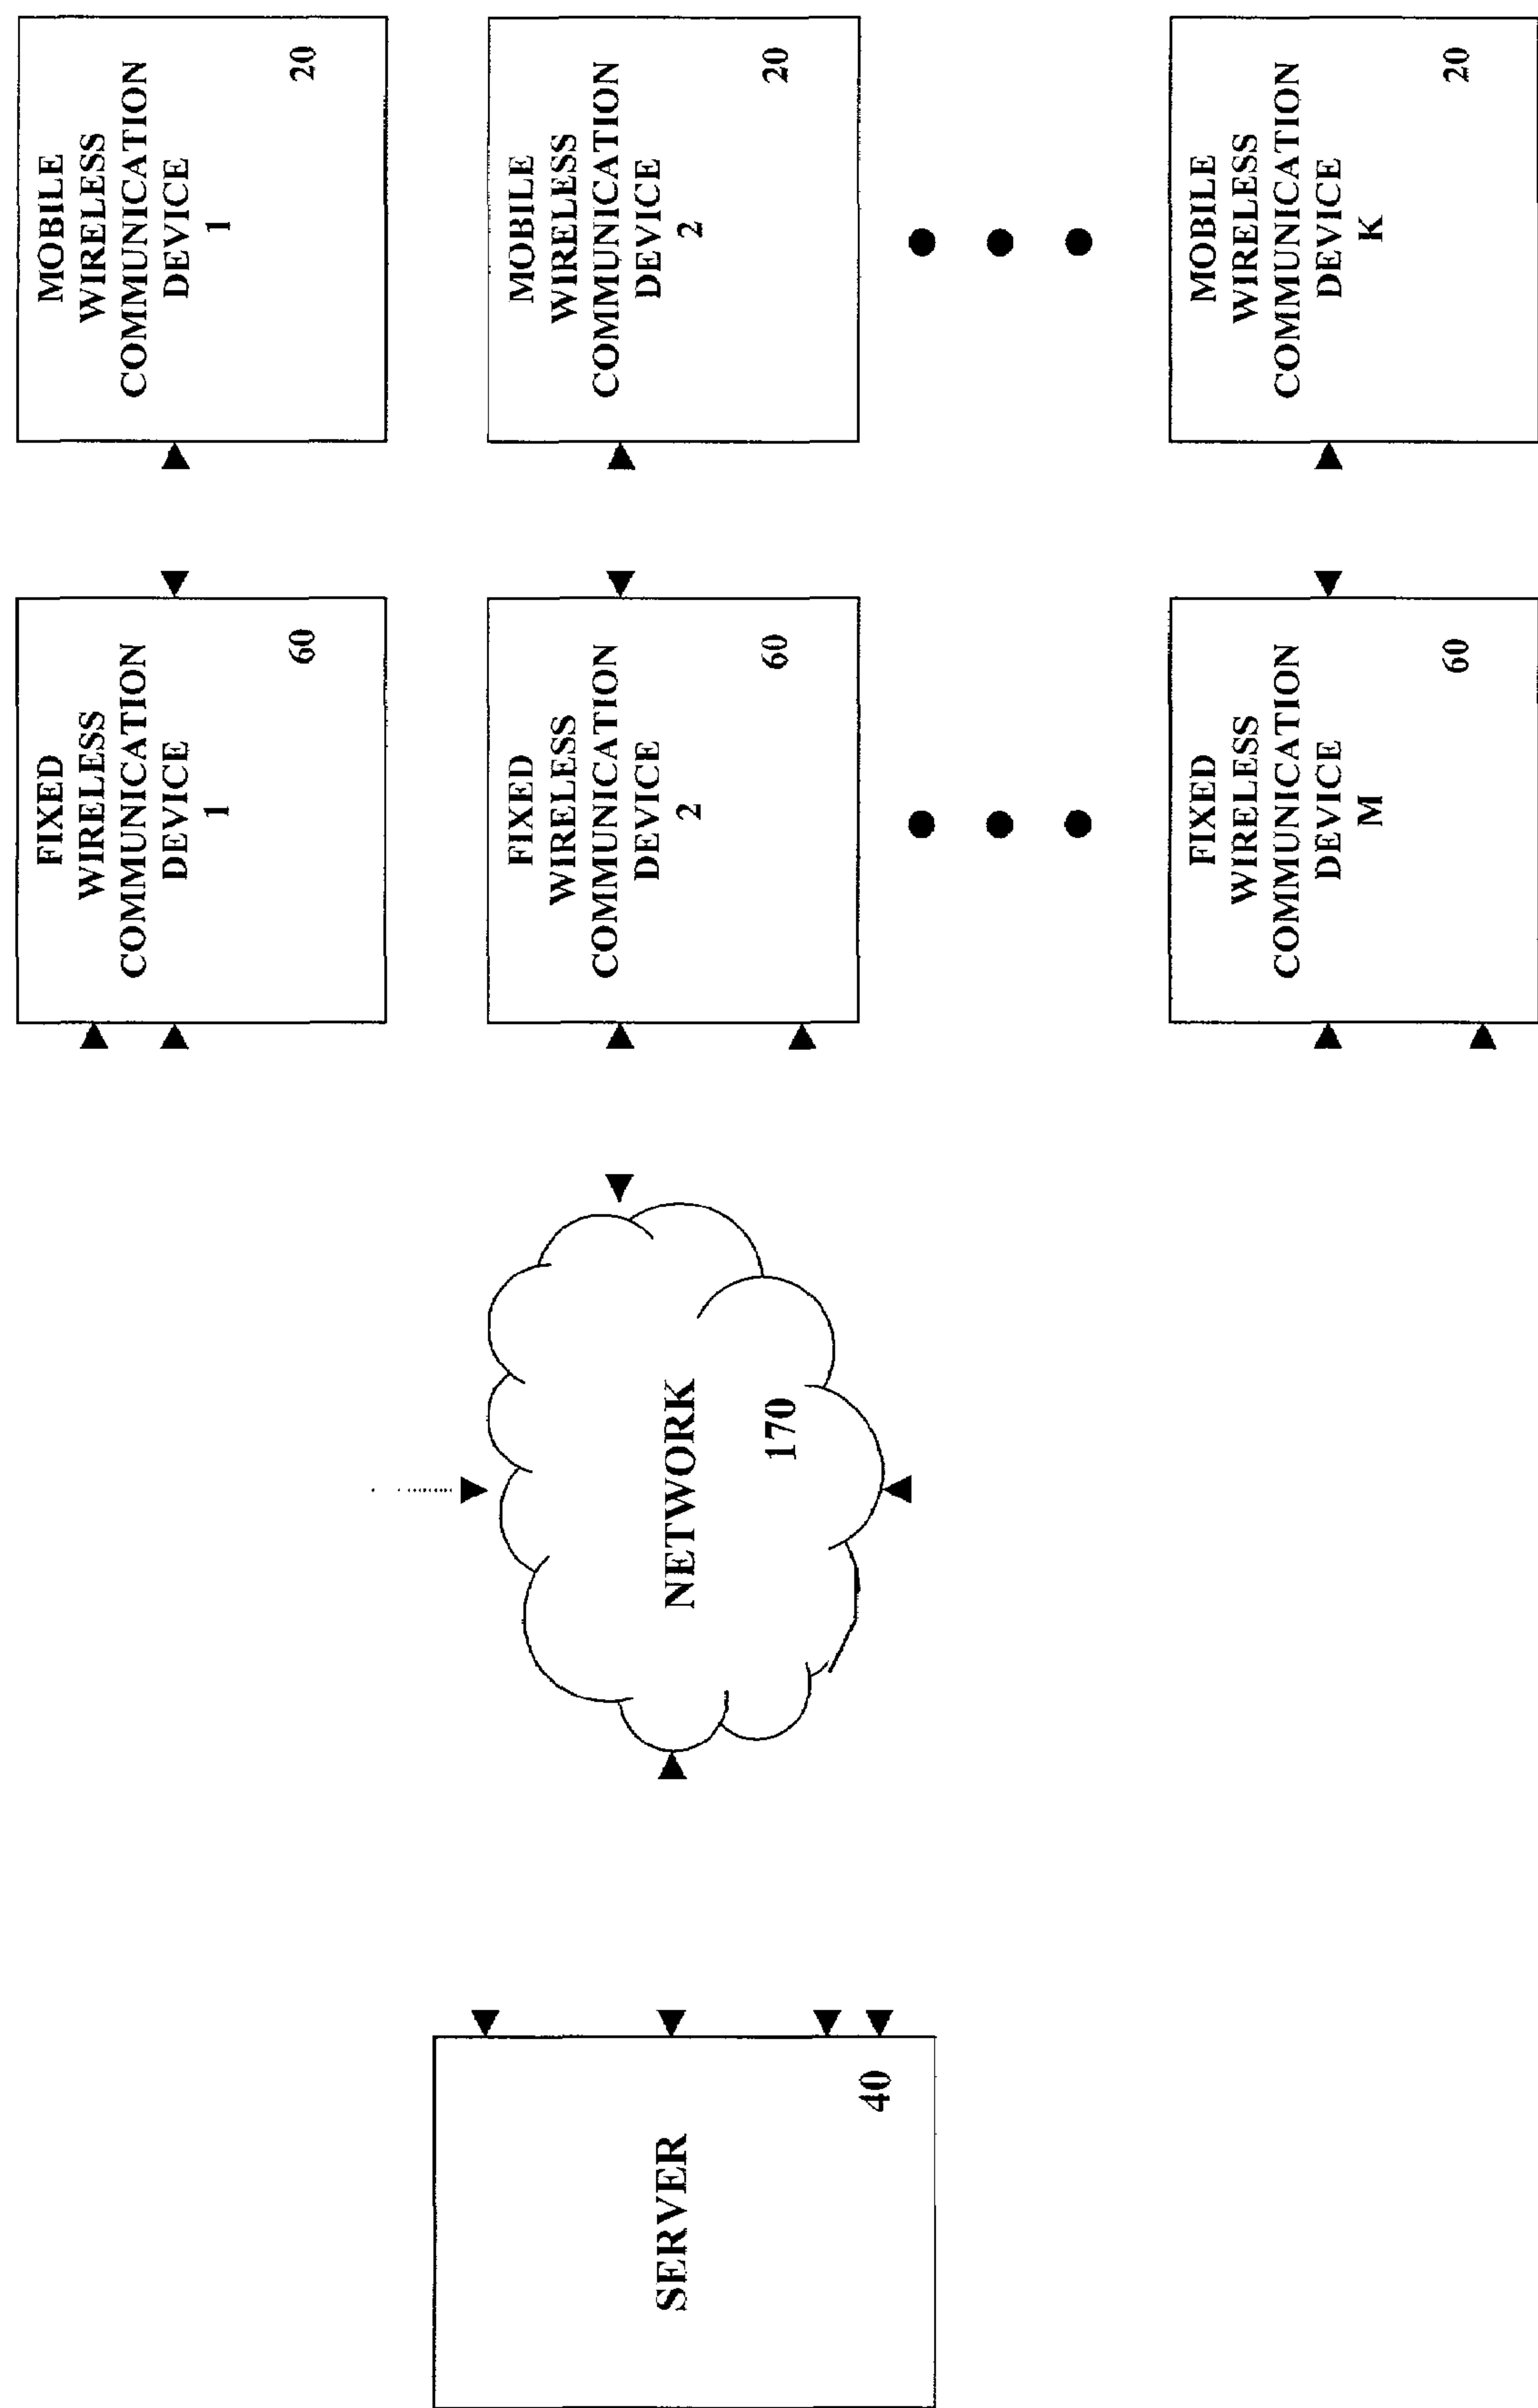 SERVER
40
NETWORK
170
FIXED
WIRELESS
COMMUNICATION
DEVICE
1
60
MOBILE
WIRELESS
COMMUNICATION
DEVICE
1
20
FIXED
WIRELESS
COMMUNICATION
DEVICE
2
60
MOBILE
WIRELESS
COMMUNICATION
DEVICE
2
20
FIXED
WIRELESS
COMMUNICATION
DEVICE
M
60
MOBILE
WIRELESS
COMMUNICATION
DEVICE
K
20